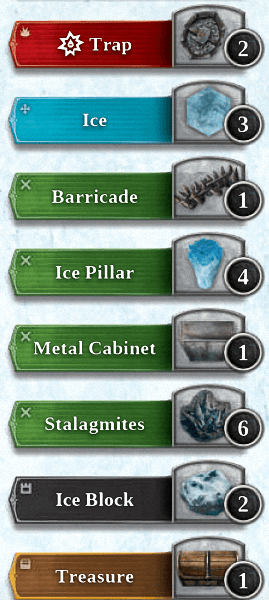 Trap 2
Ice 3
Barricade 1
Ice Pillar 4
Metal Cabinet 1
Stalagmites 6
Ice Block 2
Treasure 1